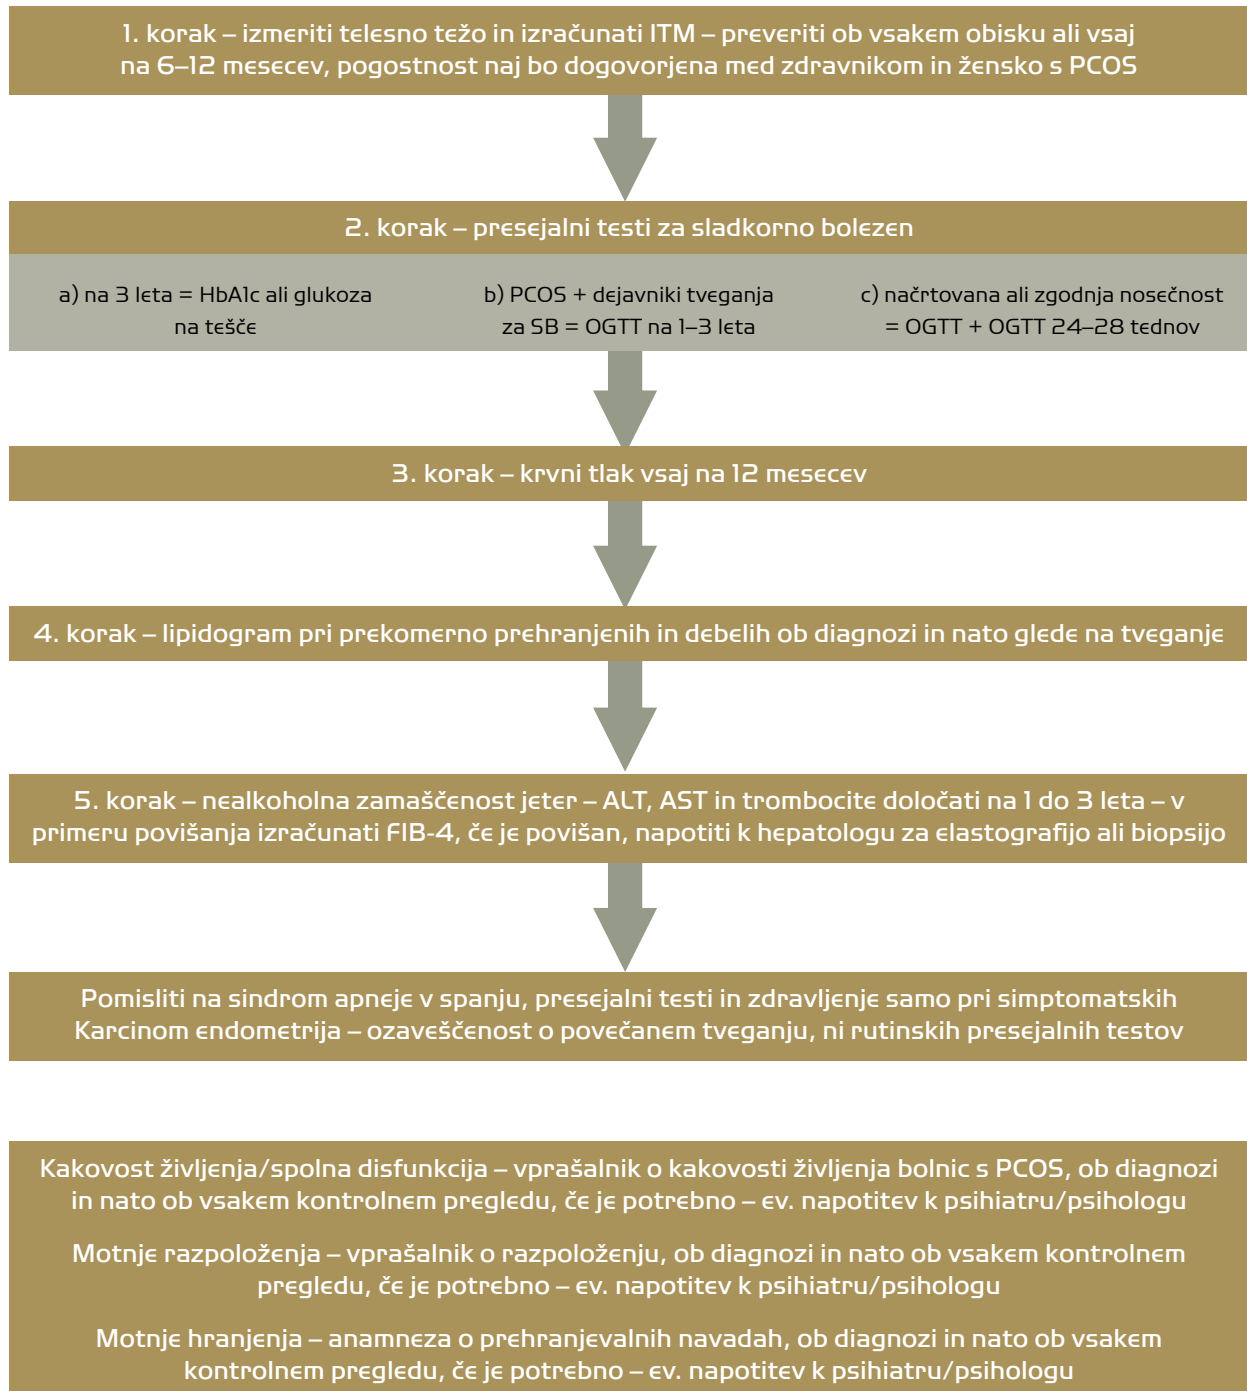 1. korak – izmeriti telesno težo in izračunati ITM – preveriti ob vsakem obisku ali vsaj
na 6–12 mesecev, pogostnost naj bo dogovorjena med zdravnikom in žensko s PCOS
2. korak – presejalni testi za sladkorno bolezen
a) na 3 leta = HbA1c ali glukoza
na tešče
b) PCOS + dejavniki tveganja
za SB = OGTT na 1–3 leta
c) načrtovana ali zgodnja nosečnost
= OGTT + OGTT 24–28 tednov
3. korak – krvni tlak vsaj na 12 mesecev
4. korak – lipidogram pri prekomerno prehranjenih in debelih ob diagnozi in nato glede na tveganje
5. korak – nealkoholna zamaščenost jeter – ALT, AST in trombocite določati na 1 do 3 leta – v
primeru povišanja izračunati FIB-4, če je povišan, napotiti k hepatologu za elastografijo ali biopsijo
Pomisliti na sindrom apneje v spanju, presejalni testi in zdravljenje samo pri simptomatskih
Karcinom endometrija – ozaveščenost o povečanem tveganju, ni rutinskih presejalnih testov
Kakovost življenja/spolna disfunkcija – vprašalnik o kakovosti življenja bolnic s PCOS, ob diagnozi
in nato ob vsakem kontrolnem pregledu, če je potrebno – ev. napotitev k psihiatru/psihologu
Motnje razpoloženja – vprašalnik o razpoloženju, ob diagnozi in nato ob vsakem kontrolnem
pregledu, če je potrebno – ev. napotitev k psihiatru/psihologu
Motnje hranjenja – anamneza o prehranjevalnih navadah, ob diagnozi in nato ob vsakem
kontrolnem pregledu, če je potrebno – ev. napotitev k psihiatru/psihologu